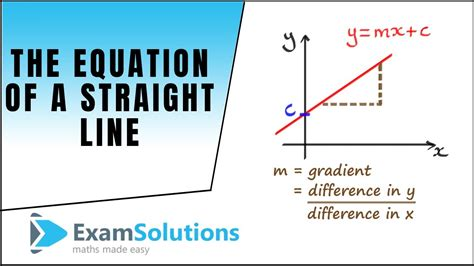 THE EQUATION
OF A STRAIGHT
LINE
ExamSolutions
maths made easy
y
y=mx+c
c
x
m = gradient
= difference in y
difference in x